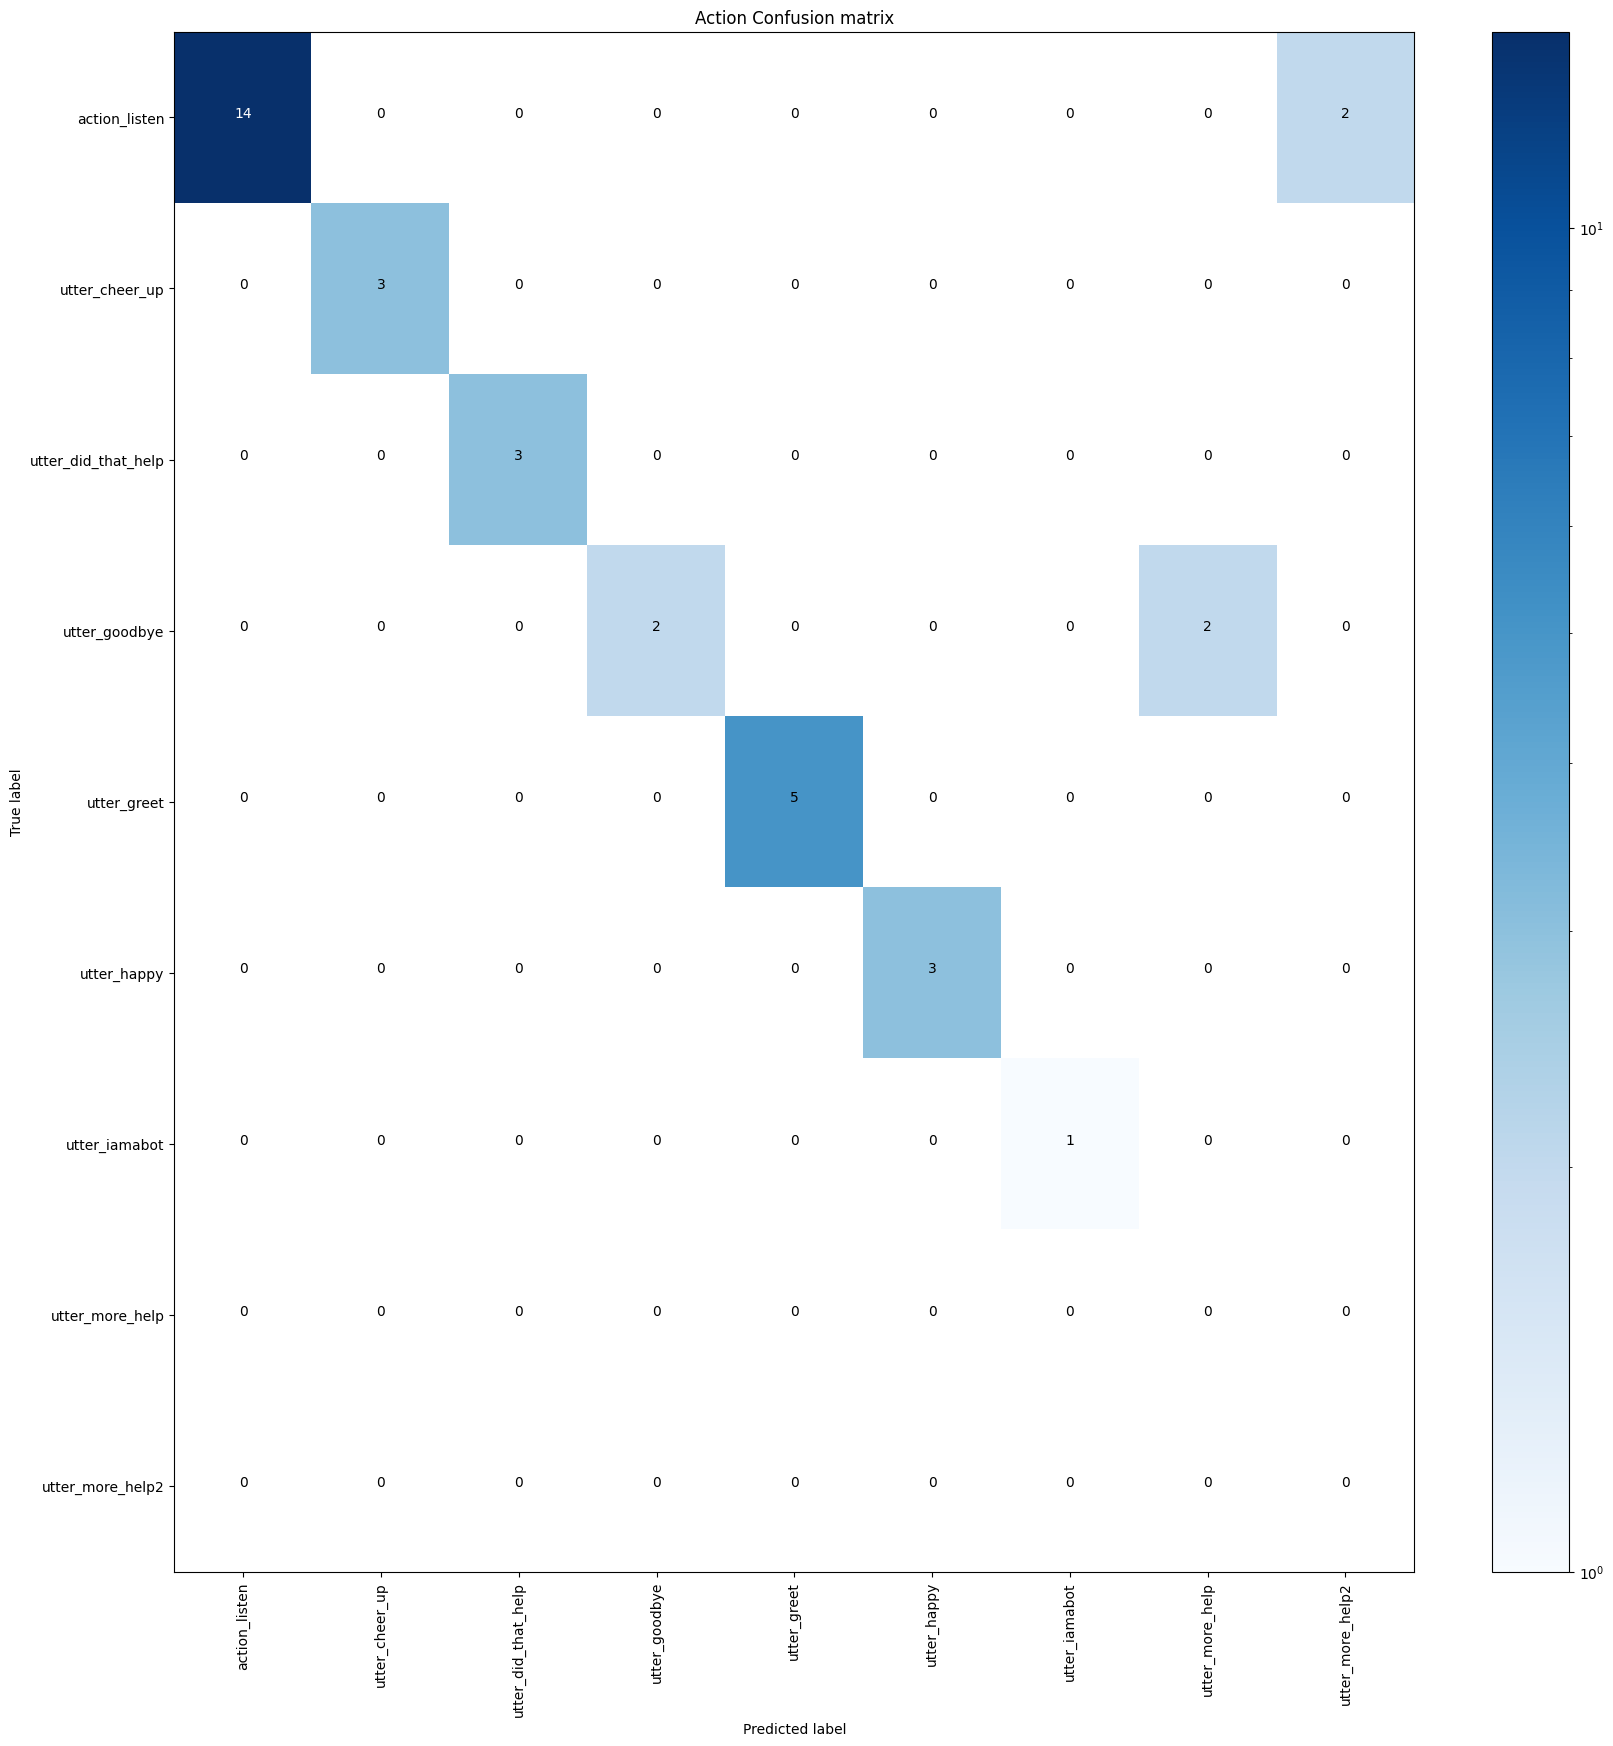 Action Confusion matrix
action_listen 14 0 0 0 0 0 0 0 2
utter_cheer_up 0 3 0 0 0 0 0 0 0
utter_did_that_help 0 0 3 0 0 0 0 0 0
utter_goodbye 0 0 0 2 0 0 0 2 0
utter_greet 0 0 0 0 5 0 0 0 0
utter_happy 0 0 0 0 0 3 0 0 0
utter_iamabot 0 0 0 0 0 0 1 0 0
utter_more_help 0 0 0 0 0 0 0 0 0
utter_more_help2 0 0 0 0 0 0 0 0 0
True label
action_listen
utter_cheer_up
utter_did_that_help
utter_goodbye
utter_greet
utter_happy
utter_iamabot
utter_more_help
utter_more_help2
Predicted label
10¹
10⁰